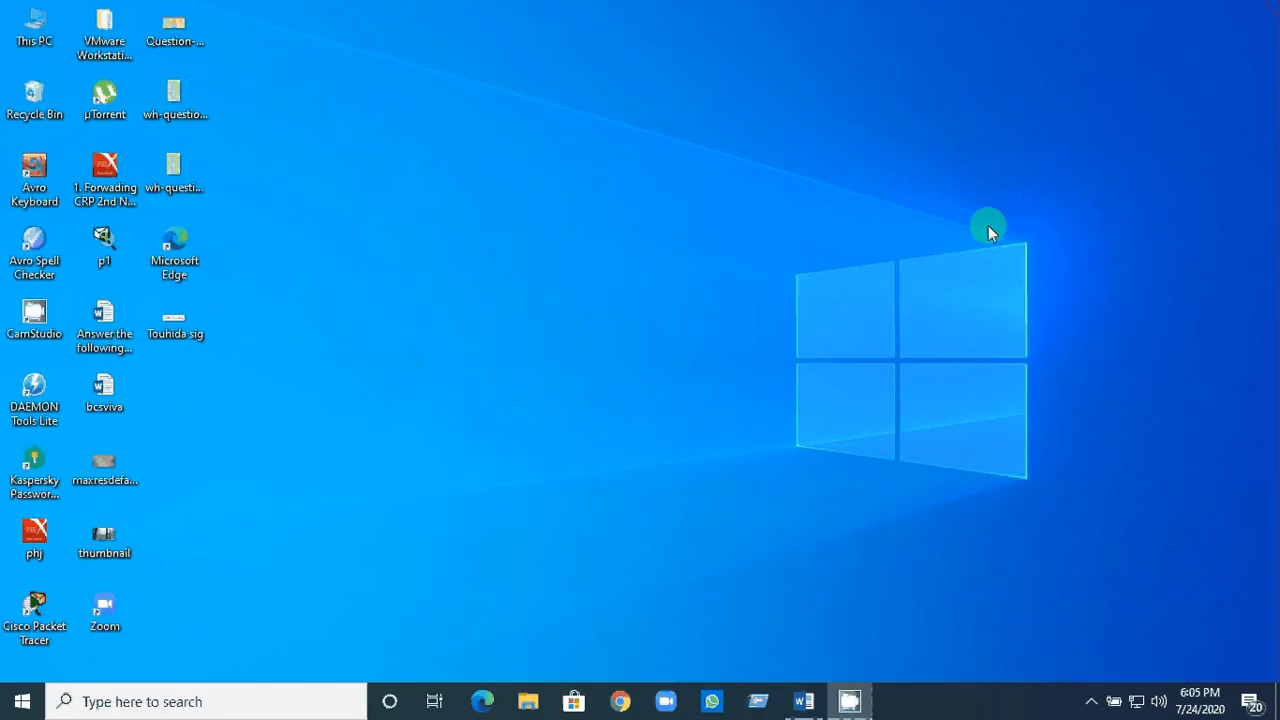 This PC
VMware
Workstati...
Question-...
Recycle Bin
µTorrent
wh-questio...
Avro
Keyboard
1. Forwading
CRP 2nd N...
wh-questi...
Avro Spell
Checker
p1
Microsoft
Edge
CamStudio
Answer the
following...
Touhida sig
DAEMON
Tools Lite
bcsviva
Kaspersky
Passwor...
maxresdefa...
phj
thumbnail
Cisco Packet
Tracer
Zoom
Type here to search
6:05 PM
7/24/2020
20